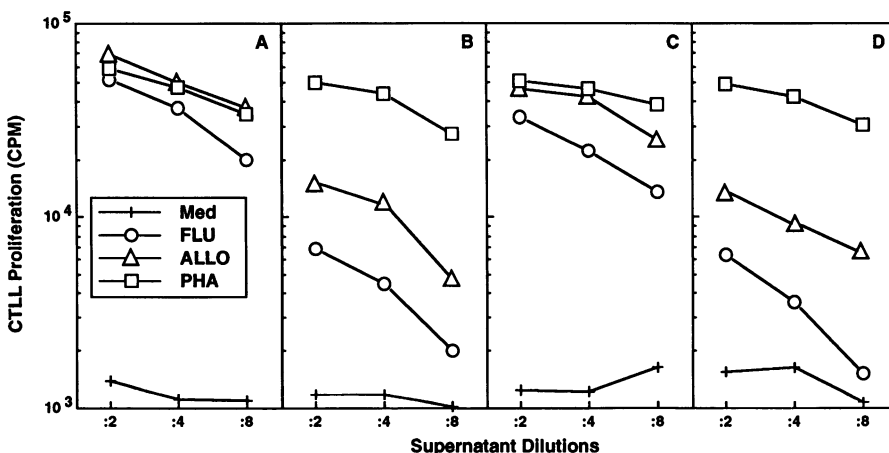 10^5
A
B
C
D
CTLL Proliferation (CPM)
10^4
Med
FLU
ALLO
PHA
10^3
:2 :4 :8 :2 :4 :8 :2 :4 :8 :2 :4 :8
Supernatant Dilutions